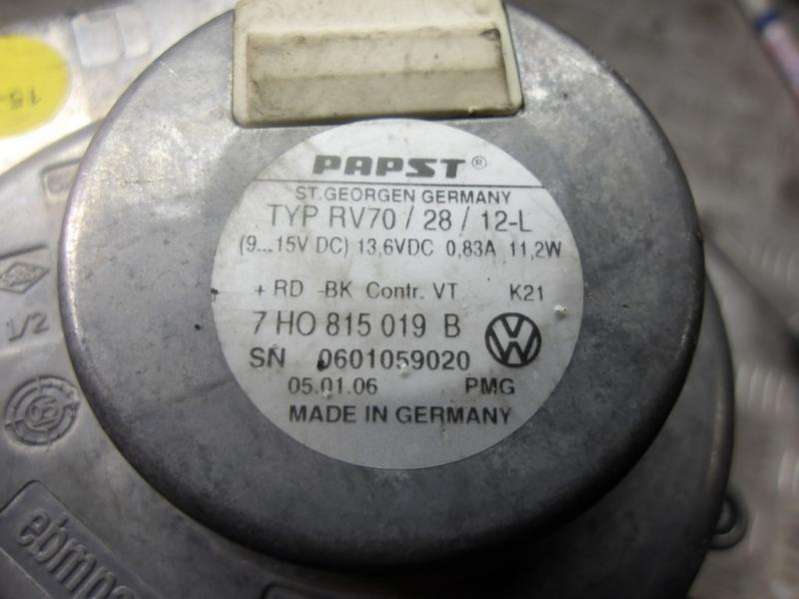 PAPST®
ST.GEORGEN GERMANY
TYP RV70 / 28 / 12-L
(9...15V DC) 13,6VDC 0,83A 11,2W
+ RD -BK Contr. VT K21
7 HO 815 019 B
SN 0601059020
05.01.06 PMG
MADE IN GERMANY
1/2